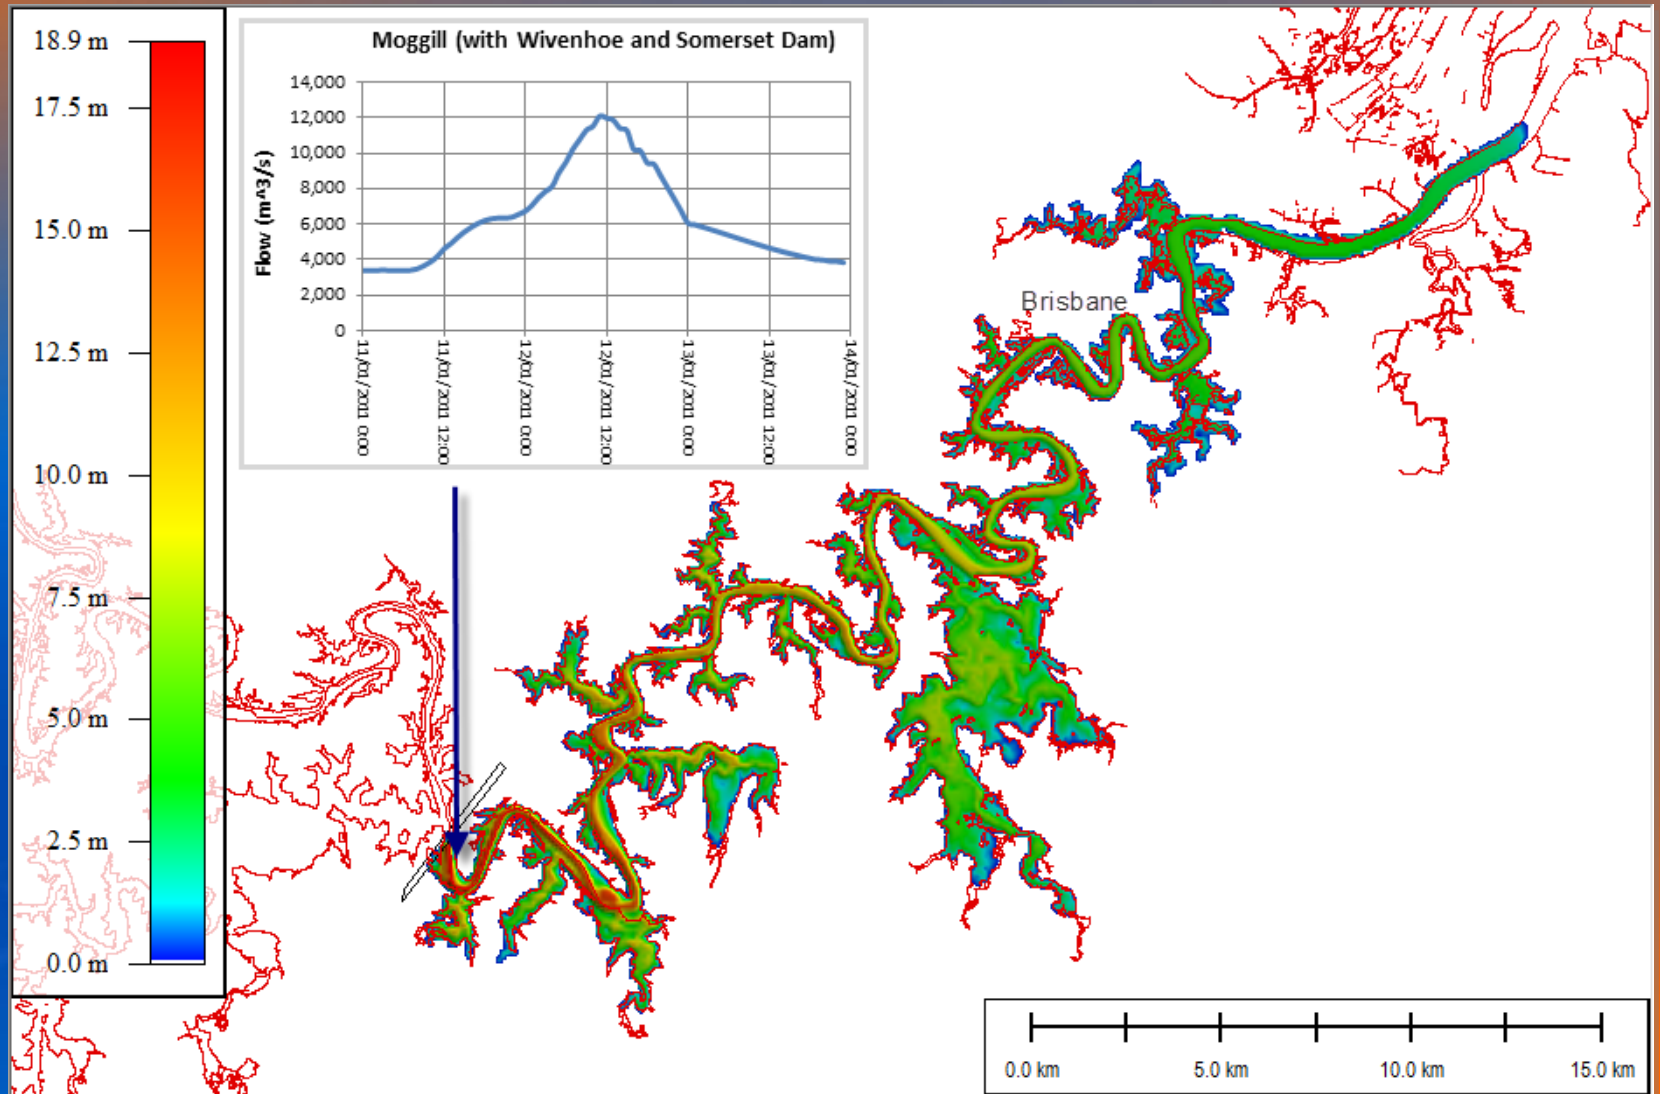 18.9 m
17.5 m
15.0 m
12.5 m
10.0 m
7.5 m
5.0 m
2.5 m
0.0 m
Moggill (with Wivenhoe and Somerset Dam)
Flow (m^3/s)
14,000
12,000
10,000
8,000
6,000
4,000
2,000
0
11/01/2011 0:00
11/01/2011 12:00
12/01/2011 0:00
12/01/2011 12:00
13/01/2011 0:00
13/01/2011 12:00
14/01/2011 0:00
Brisbane
0.0 km 5.0 km 10.0 km 15.0 km